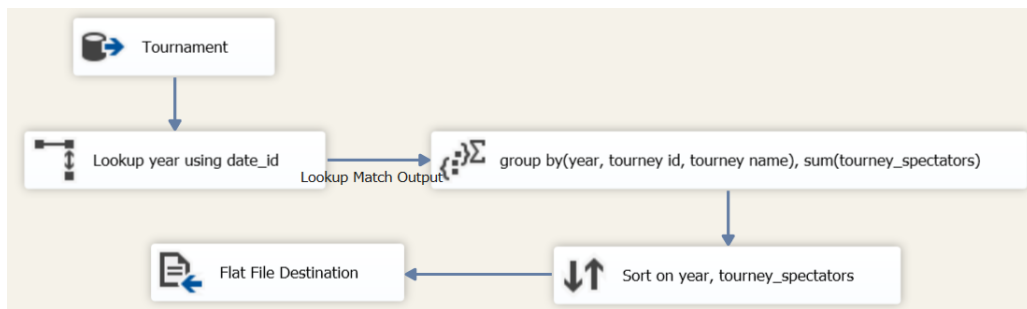 Tournament
Lookup year using date_id
Lookup Match Output
group by(year, tourney id, tourney name), sum(tourney_spectators)
Flat File Destination
Sort on year, tourney_spectators